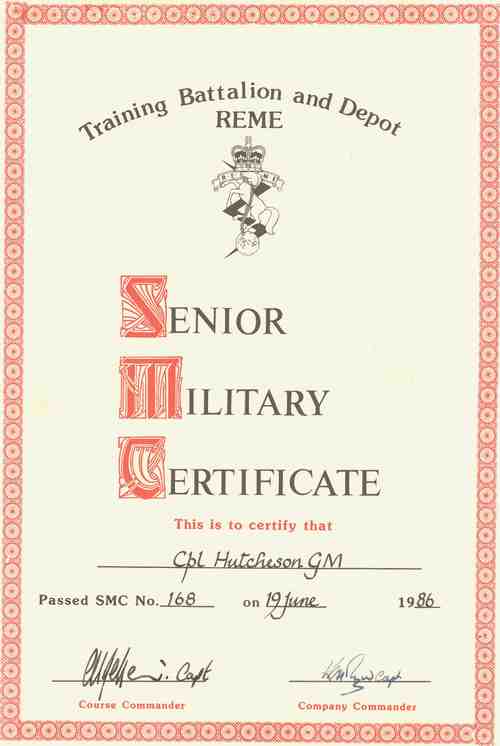 Training Battalion and Depot
REME
SENIOR
MILITARY
CERTIFICATE
This is to certify that
Cpl Hutcheson GM
Passed SMC No. 168 on 19 June 1986
Capt Capt
Course Commander Company Commander